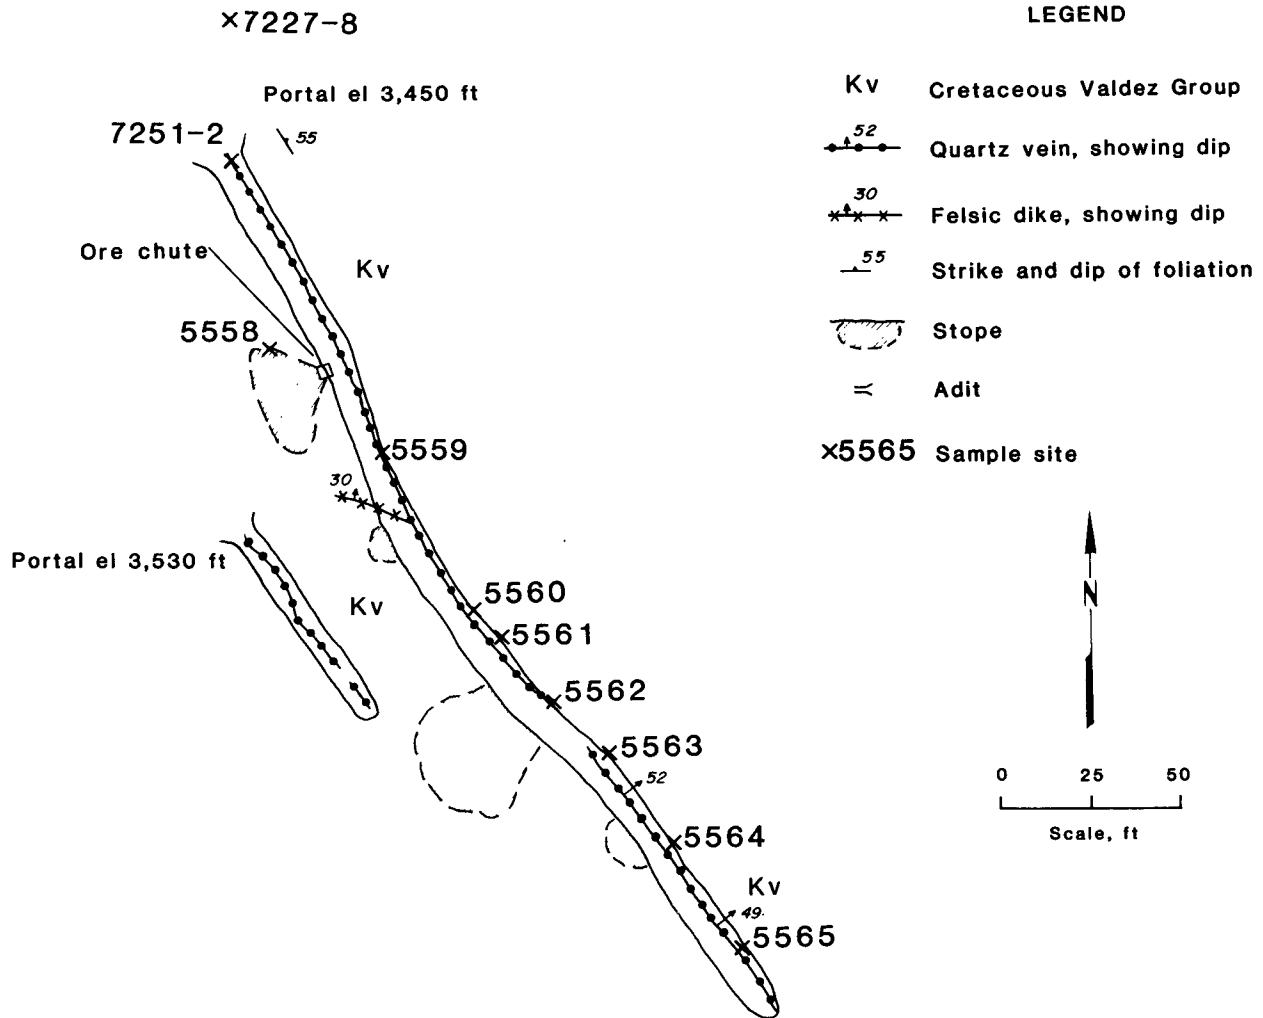 ×7227-8
Portal el 3,450 ft
7251-2
55
Ore chute
Kv
5558
5559
30
Portal el 3,530 ft
Kv
5560
5561
5562
5563
52
5564
Kv
49
5565
LEGEND
Kv Cretaceous Valdez Group
52 Quartz vein, showing dip
30 Felsic dike, showing dip
55 Strike and dip of foliation
Stope
Adit
×5565 Sample site
N
0 25 50
Scale, ft